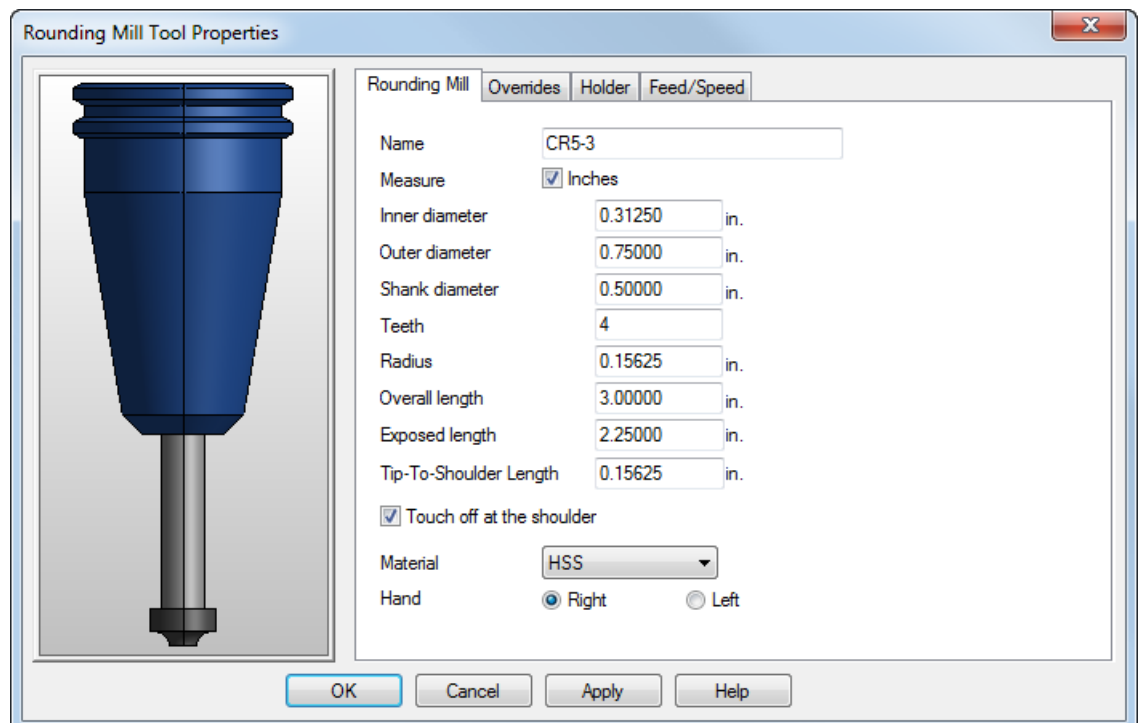 Rounding Mill Tool Properties
Rounding Mill Overrides Holder Feed/Speed
Name CR5-3
Measure Inches
Inner diameter 0.31250 in.
Outer diameter 0.75000 in.
Shank diameter 0.50000 in.
Teeth 4
Radius 0.15625 in.
Overall length 3.00000 in.
Exposed length 2.25000 in.
Tip-To-Shoulder Length 0.15625 in.
Touch off at the shoulder
Material HSS
Hand Right Left
OK Cancel Apply Help